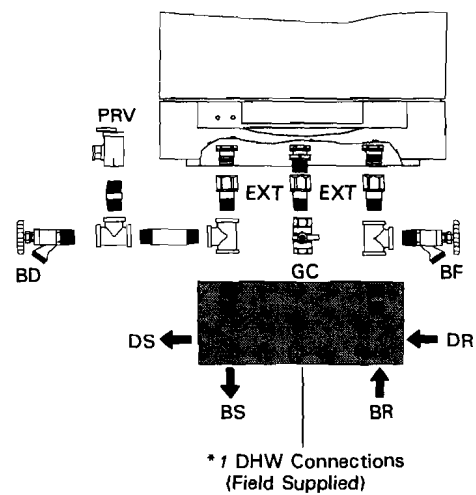 PRV
EXT EXT
BD GC BF
DS DR
BS BR
*1 DHW Connections
(Field Supplied)